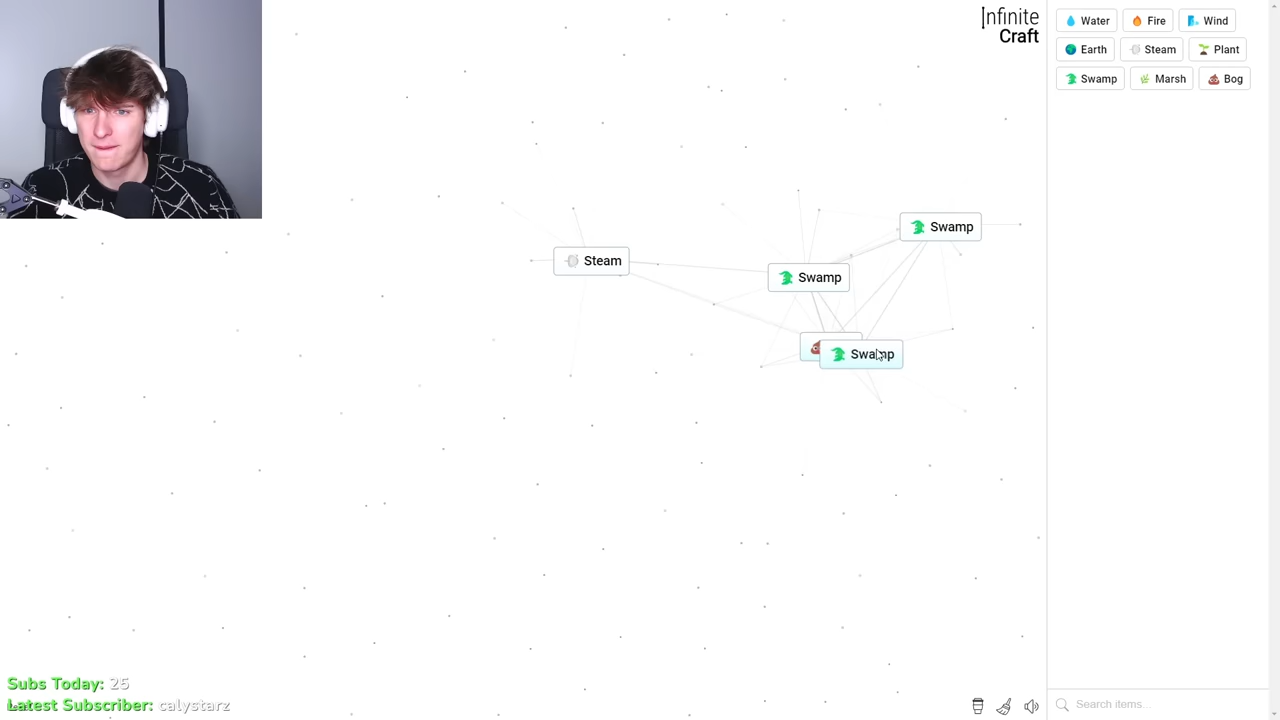 Infinite
Craft
Water
Fire
Wind
Earth
Steam
Plant
Swamp
Marsh
Bog
Swamp
Steam
Swamp
Swamp
Subs Today: 25
Latest Subscriber: calystarz
Search items...